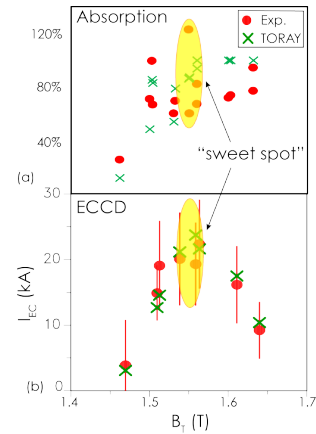 Absorption
Exp.
TORAY
120%
80%
40%
(a)
"sweet spot"
30
ECCD
20
10
0
I_EC (kA)
(b)
1.4 1.5 1.6 1.7
B_T (T)